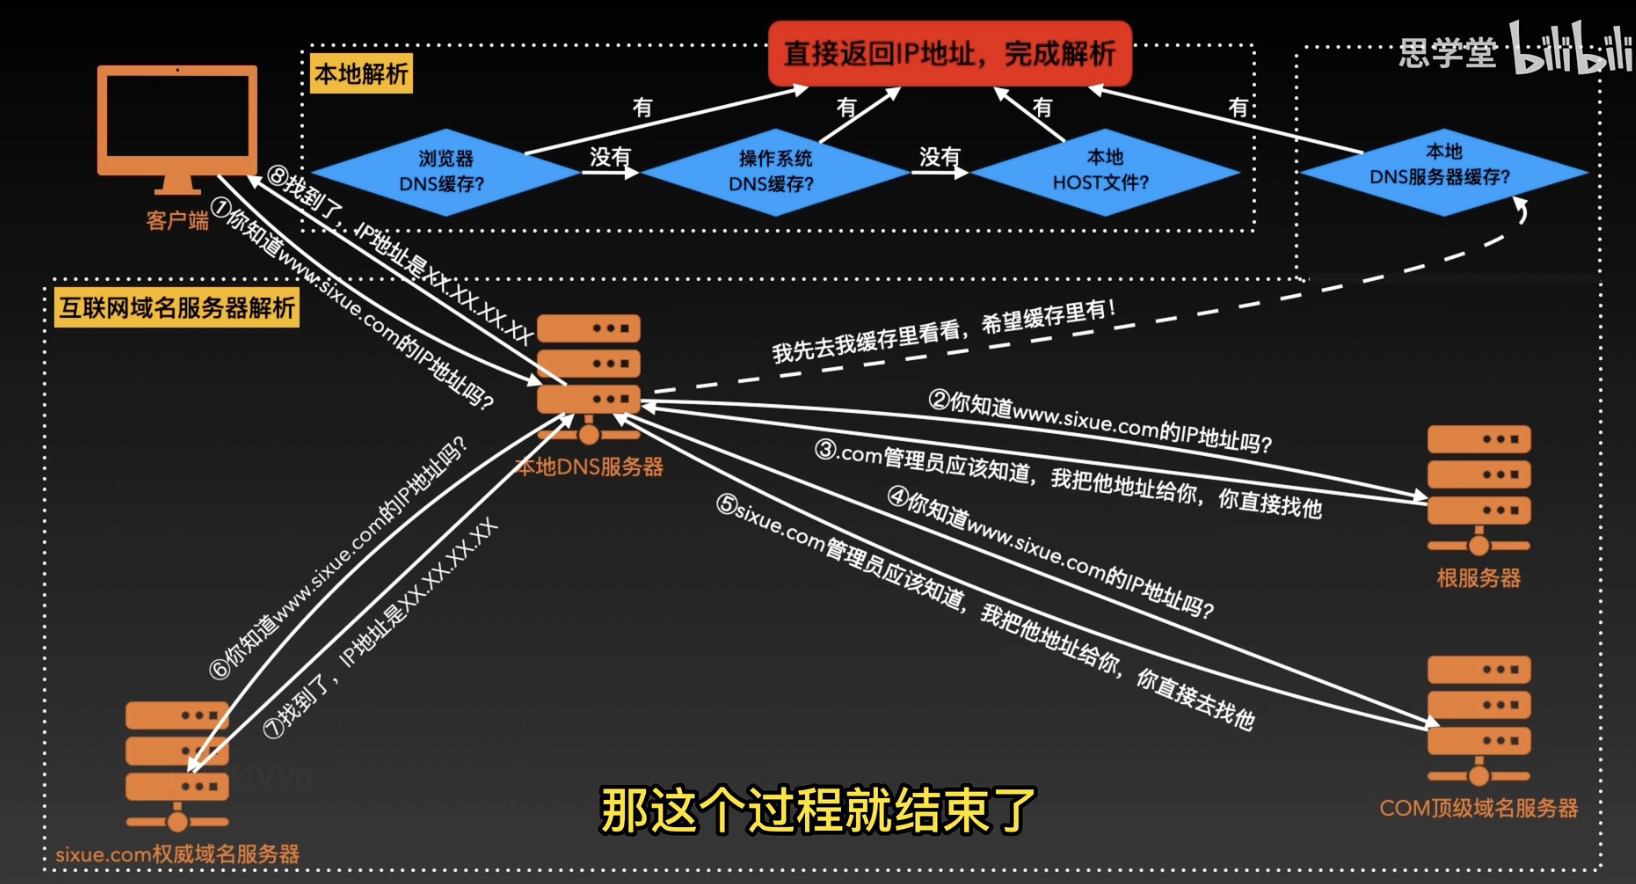 直接返回IP地址，完成解析
思学堂 bilibili
本地解析
有
有
有
有
浏览器
DNS缓存?
没有
操作系统
DNS缓存?
没有
本地
HOST文件?
本地
DNS服务器缓存?
客户端
⑧找到了，IP地址是XX.XX.XX.XX
①你知道www.sixue.com的IP地址吗?
互联网域名服务器解析
我先去我缓存里看看，希望缓存里有!
②你知道www.sixue.com的IP地址吗?
③.com管理员应该知道，我把他地址给你，你直接找他
本地DNS服务器
④你知道www.sixue.com的IP地址吗?
⑤sixue.com管理员应该知道，我把他地址给你，你直接去找他
根服务器
⑥你知道www.sixue.com的IP地址吗?
⑦找到了，IP地址是XX.XX.XX.XX
那这个过程就结束了
COM顶级域名服务器
sixue.com权威域名服务器